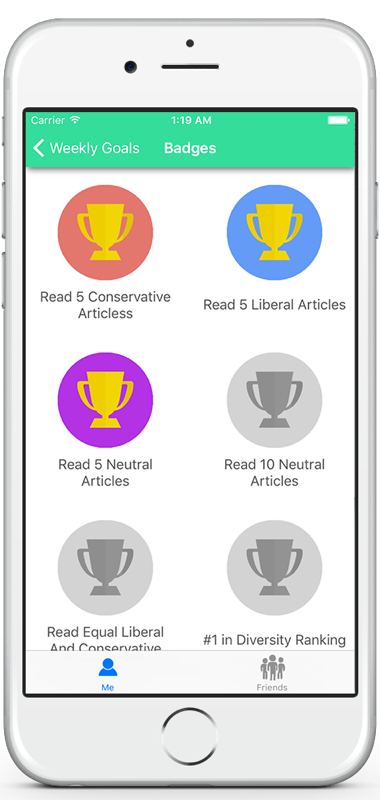 Carrier 1:19 AM
Weekly Goals Badges
Read 5 Conservative
Articless
Read 5 Liberal Articles
Read 5 Neutral
Articles
Read 10 Neutral
Articles
Read Equal Liberal
And Conservative
#1 in Diversity Ranking
Me
Friends